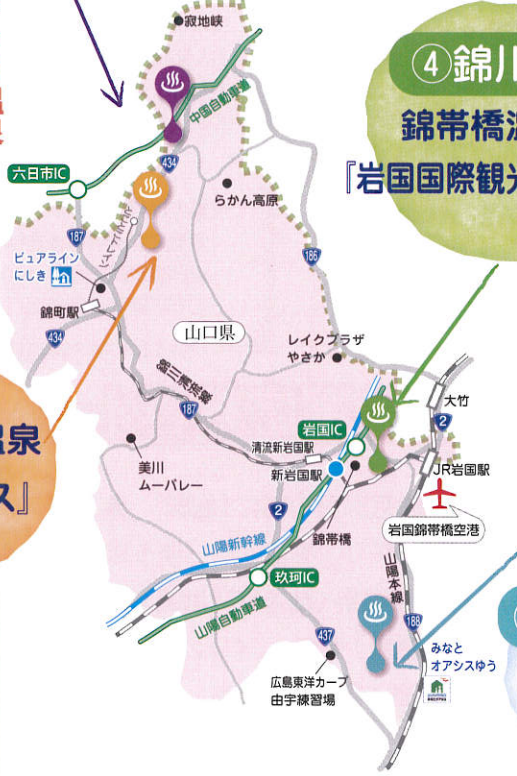 寂地峡
④錦川
中国自動車道
錦帯橋温
『岩国国際観光
434
六日市IC
らかん高原
187
ピュアライン
にしき
186
錦町駅
山口県
434
レイクプラザ
やさか
錦川清流線
187
大竹
2
岩国IC
温泉
清流新岩国駅
JR岩国駅
新岩国駅
美川
ムーバレー
ス』
2
錦帯橋
岩国錦帯橋空港
山陽新幹線
玖珂IC
山陽本線
山陽自動車道
188
437
みなと
オアシスゆう
広島東洋カープ
由宇練習場